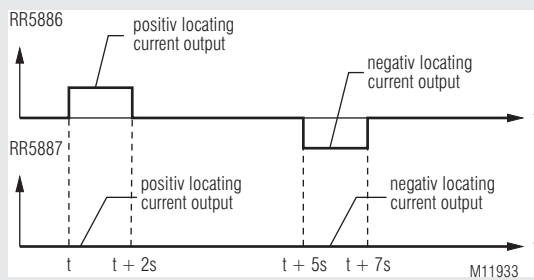 RR5886
positiv locating
current output
negativ locating
current output
RR5887
positiv locating
current output
negativ locating
current output
t
t + 2s
t + 5s
t + 7s
M11933